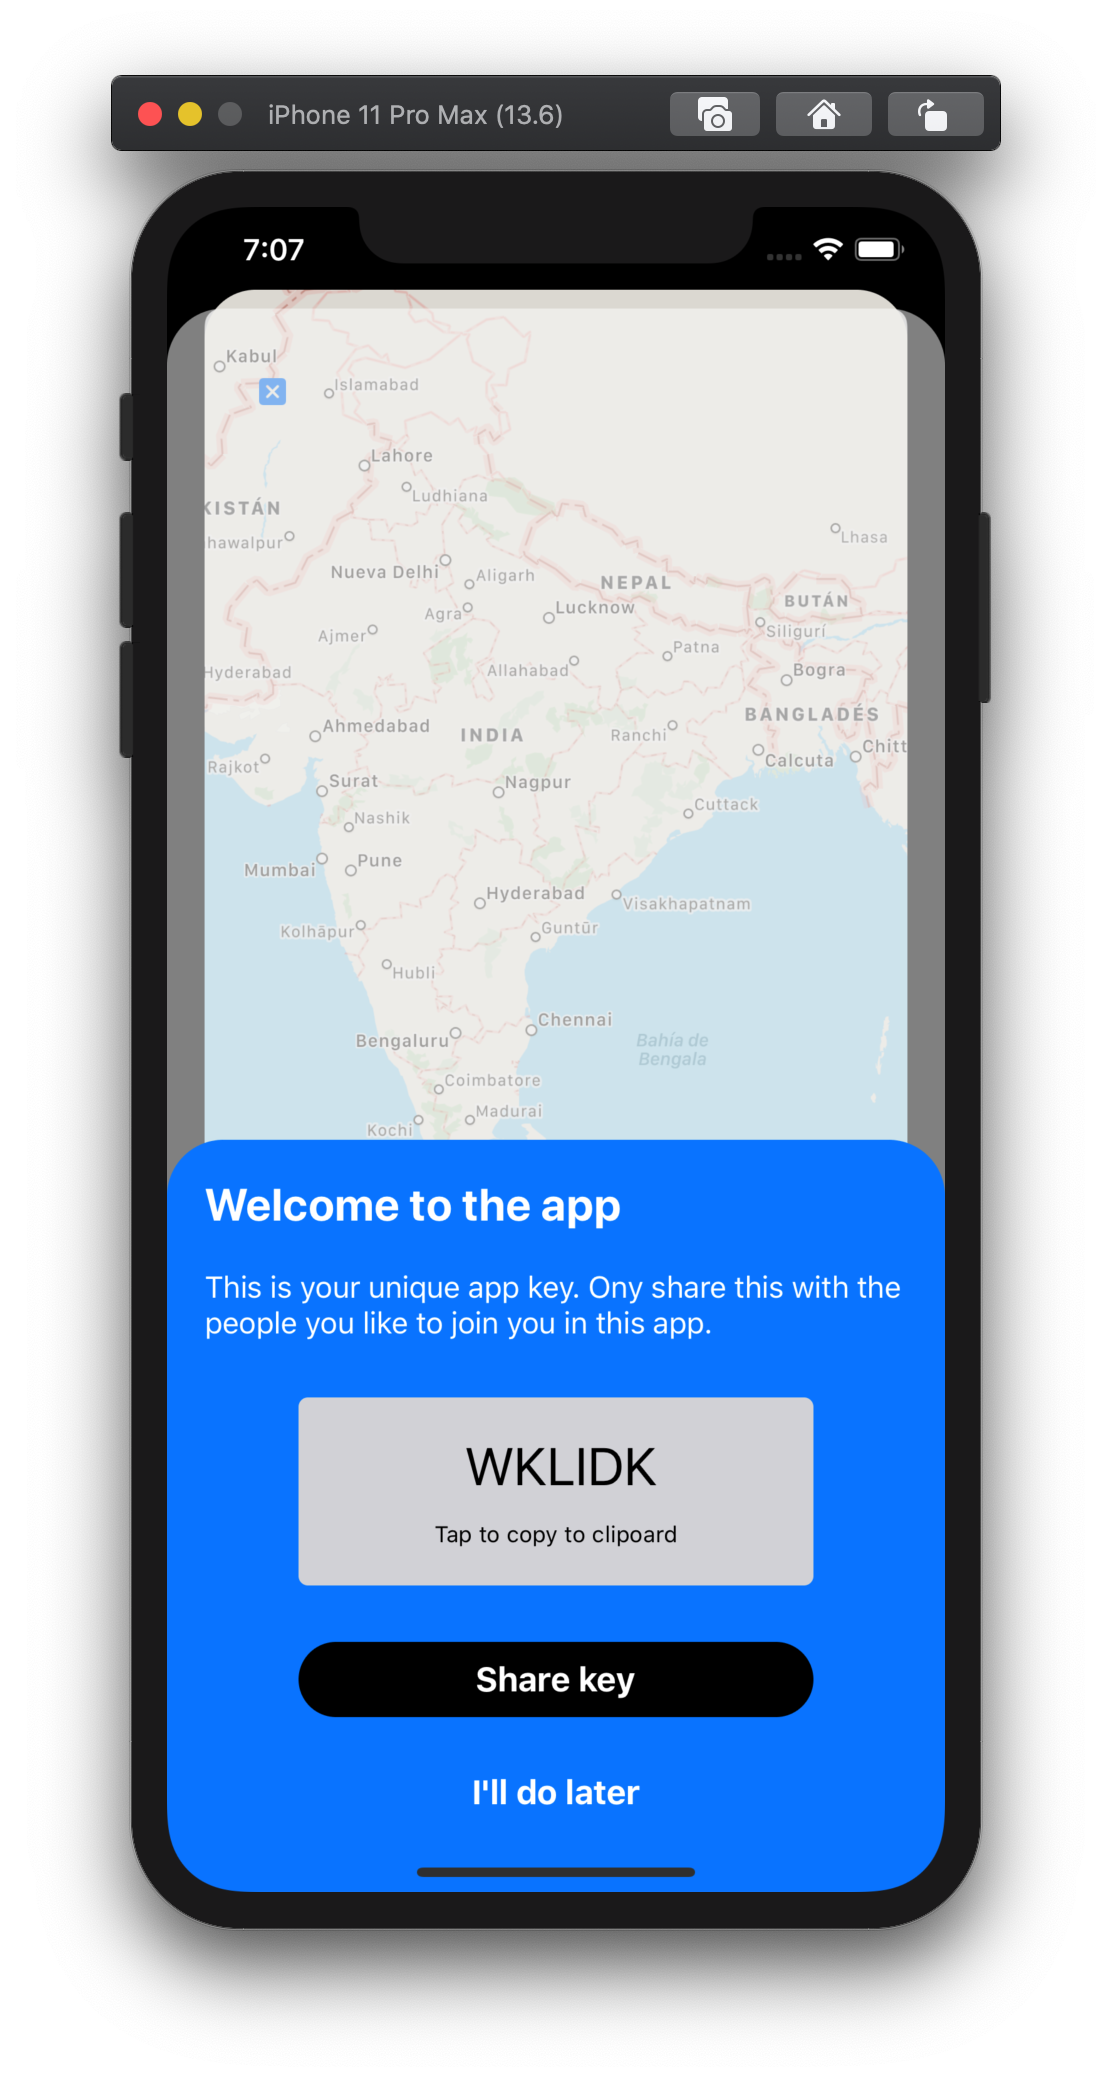 iPhone 11 Pro Max (13.6)
7:07
Kabul
Islamabad
Lahore
Ludhiana
KISTÁN
hawalpur
Lhasa
Nueva Delhi
Aligarh
NEPAL
BUTÁN
Agra
Lucknow
Ajmer
Siliguri
Patna
Hyderabad
Allahabad
Bogra
BANGLADÉS
Ahmedabad
INDIA
Ranchi
Chitt
Rajkot
Calcuta
Surat
Nagpur
Nashik
Cuttack
Mumbai
Pune
Hyderabad
Visakhapatnam
Kolhāpur
Guntūr
Hubli
Chennai
Bengaluru
Bahía de
Bengala
Coimbatore
Madurai
Kochi
Welcome to the app
This is your unique app key. Ony share this with the
people you like to join you in this app.
WKLIDK
Tap to copy to clipoard
Share key
I'll do later